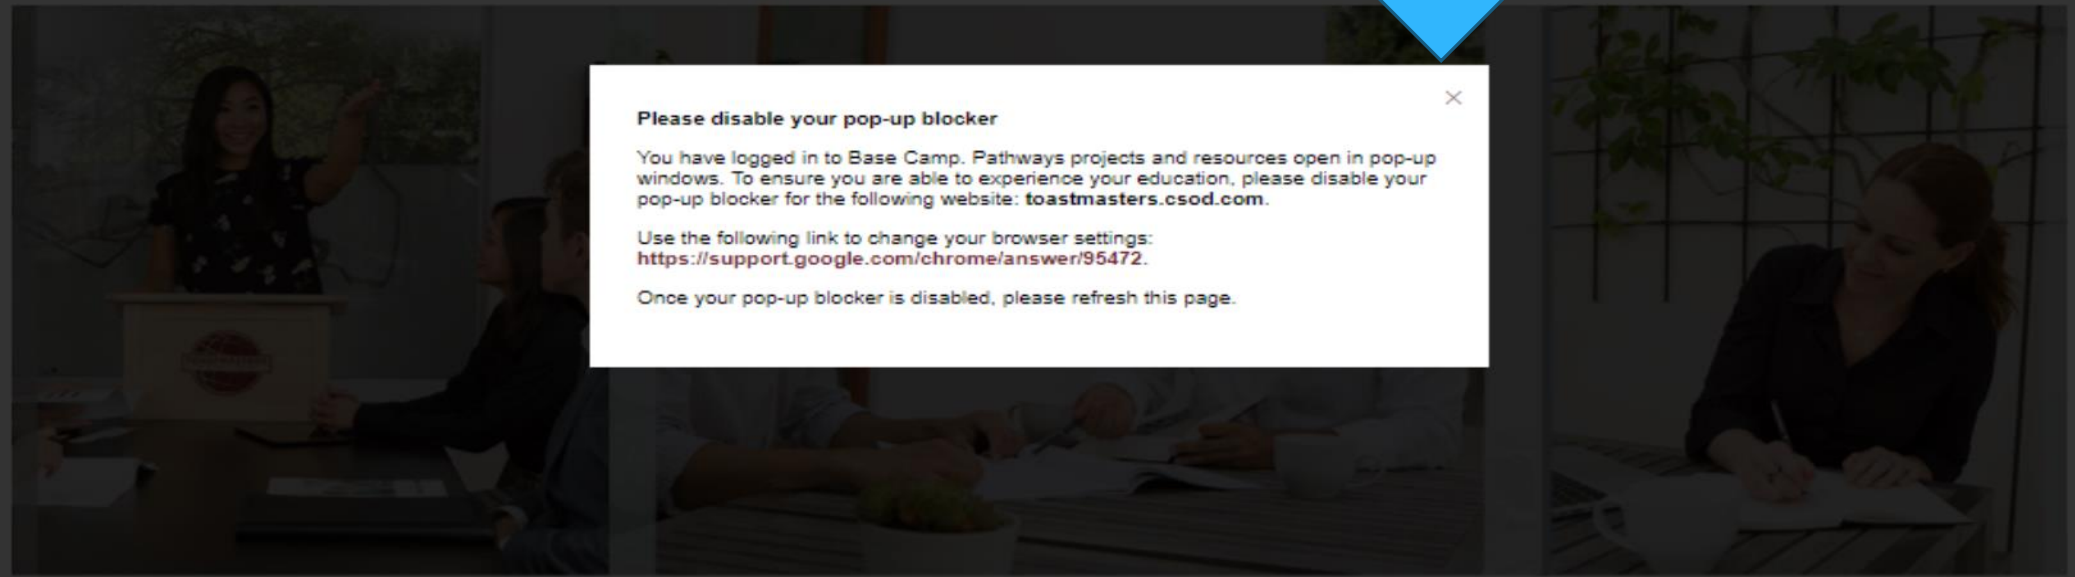 Please disable your pop-up blocker
You have logged in to Base Camp. Pathways projects and resources open in pop-up
windows. To ensure you are able to experience your education, please disable your
pop-up blocker for the following website: toastmasters.csod.com.
Use the following link to change your browser settings:
https://support.google.com/chrome/answer/95472.
Once your pop-up blocker is disabled, please refresh this page.